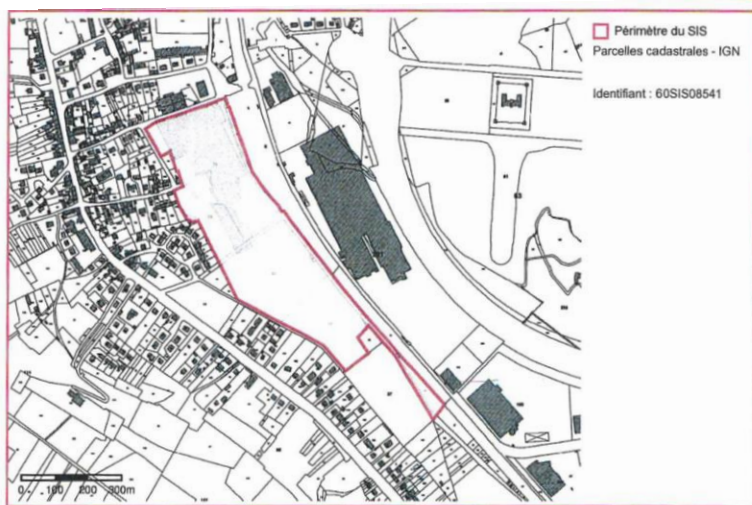 Périmètre du SIS
Parcelles cadastrales - IGN
Identifiant : 60SIS08541
0 100 200 300m